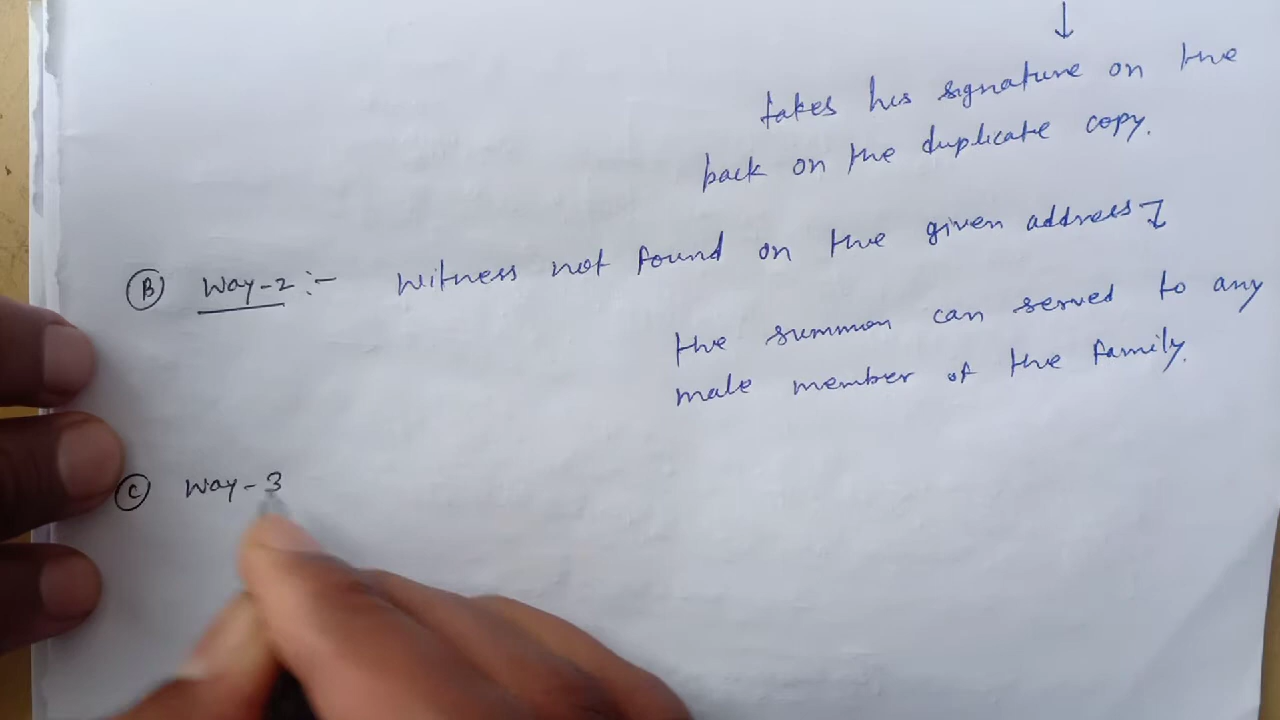 ↓
takes his signature on the
back on the duplicate copy.
Ⓑ Way-2:- Witness not found on the given address
the summon can served to any
male member of the family.
Ⓒ Way-3